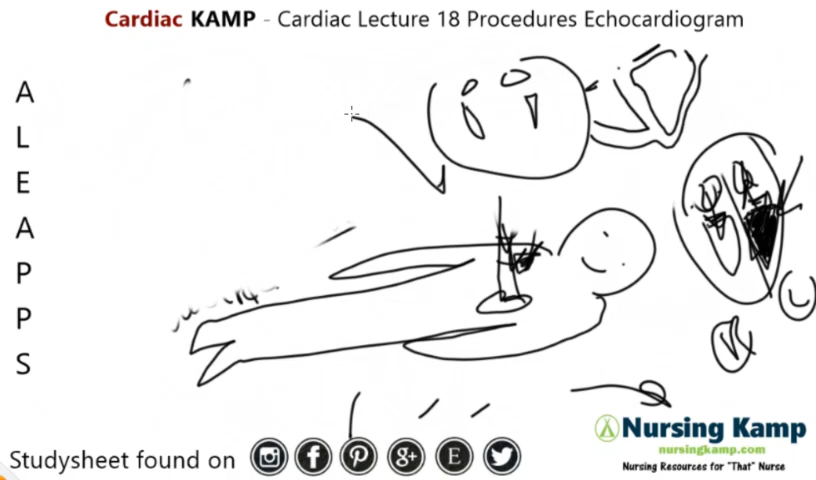 Cardiac KAMP - Cardiac Lecture 18 Procedures Echocardiogram
A
L
E
A
P
P
S
L
R
Nursing Kamp
nursingkamp.com
Nursing Resources for "That" Nurse
Studysheet found on
8+
E